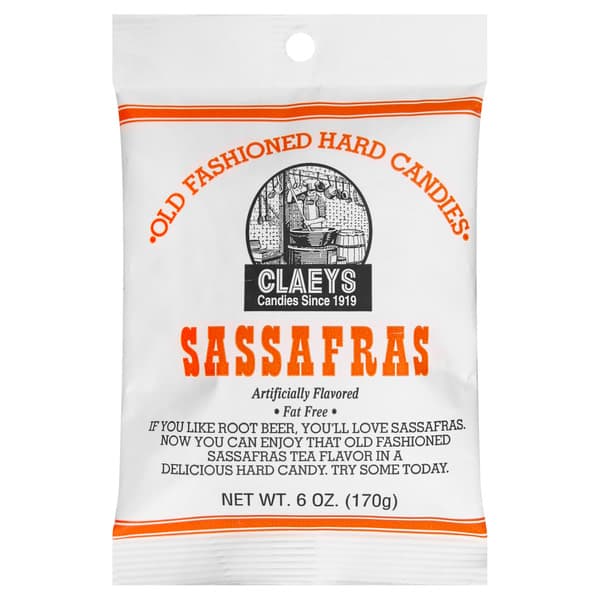 •OLD FASHIONED HARD CANDIES•
CLAEYS
Candies Since 1919
SASSAFRAS
Artificially Flavored
• Fat Free •
IF YOU LIKE ROOT BEER, YOU'LL LOVE SASSAFRAS.
NOW YOU CAN ENJOY THAT OLD FASHIONED
SASSAFRAS TEA FLAVOR IN A
DELICIOUS HARD CANDY. TRY SOME TODAY.
NET WT. 6 OZ. (170g)